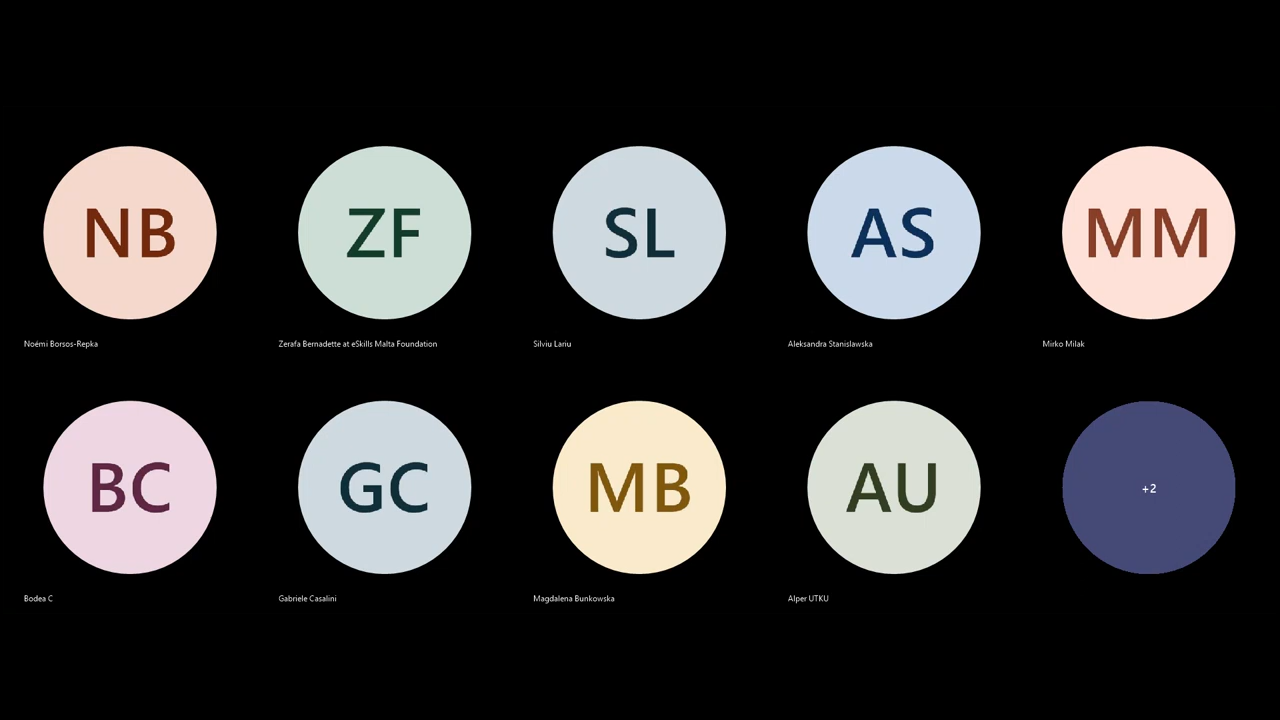 NB
ZF
SL
AS
MM
Noémi Borsos-Repka
Zerafa Bernadette at eSkills Malta Foundation
Silviu Lariu
Aleksandra Stanislawska
Mirko Milak
BC
GC
MB
AU
+2
Bodea C
Gabriele Casalini
Magdalena Bunkowska
Alper UTKU